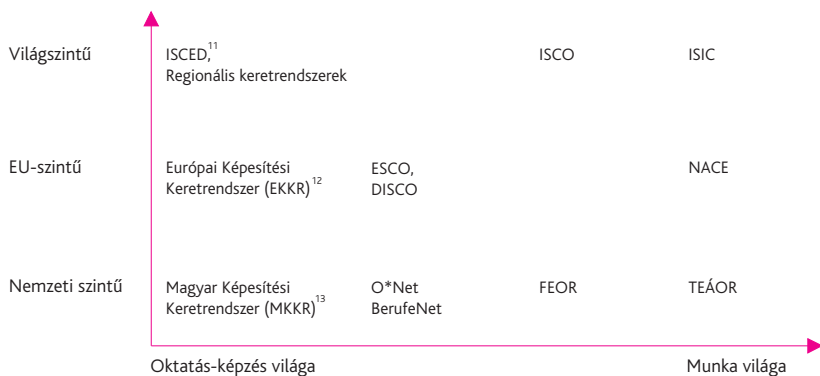 Világszintű
ISCED,11
Regionális keretrendszerek
ISCO
ISIC
EU-szintű
Európai Képesítési
Keretrendszer (EKKR)12
ESCO,
DISCO
NACE
Nemzeti szintű
Magyar Képesítési
Keretrendszer (MKKR)13
O*Net
BerufeNet
FEOR
TEÁOR
Oktatás-képzés világa
Munka világa